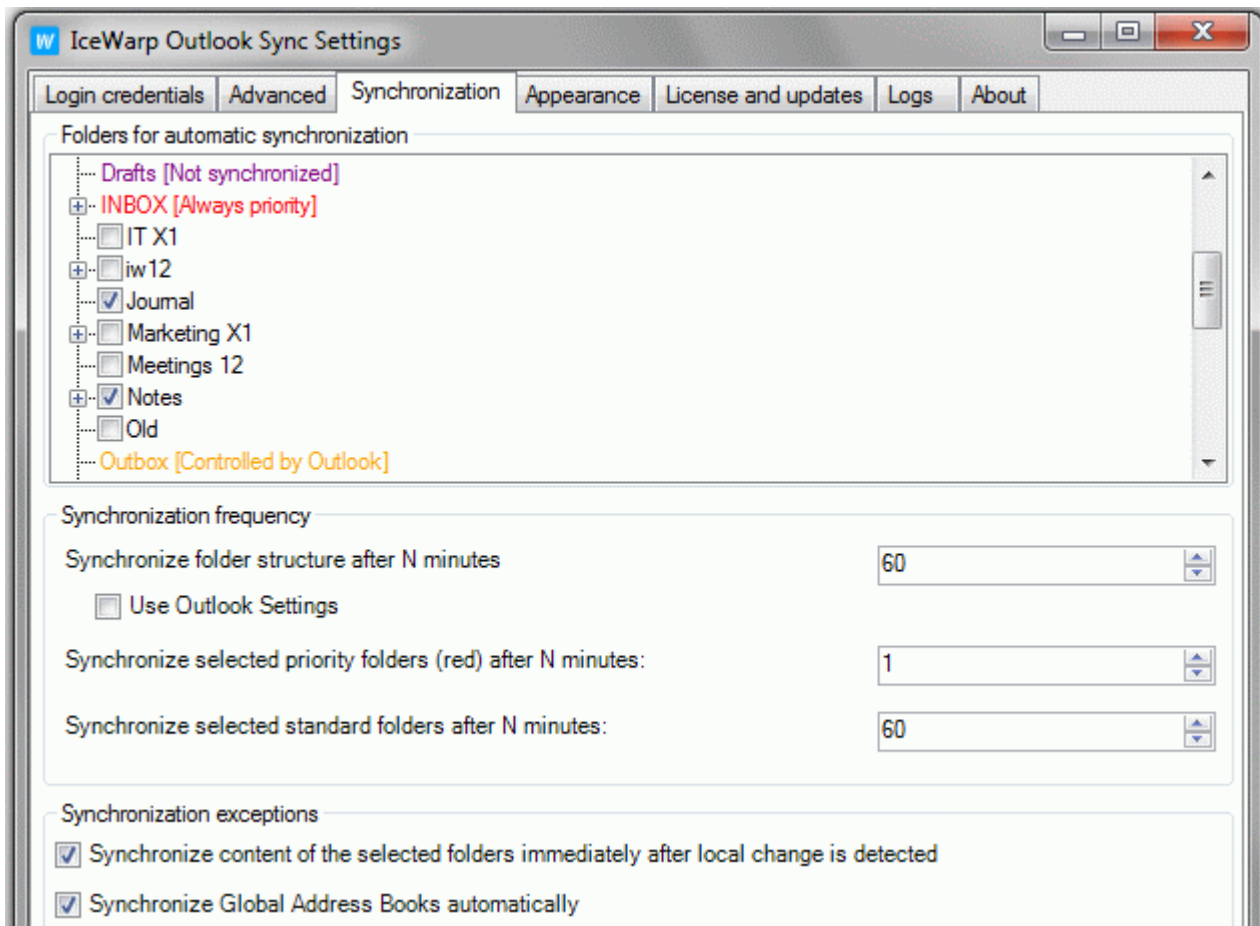 IceWarp Outlook Sync Settings
Login credentials Advanced Synchronization Appearance License and updates Logs About
Folders for automatic synchronization
Drafts [Not synchronized]
INBOX [Always priority]
IT X1
iw12
Journal
Marketing X1
Meetings 12
Notes
Old
Outbox [Controlled by Outlook]
Synchronization frequency
Synchronize folder structure after N minutes 60
Use Outlook Settings
Synchronize selected priority folders (red) after N minutes: 1
Synchronize selected standard folders after N minutes: 60
Synchronization exceptions
Synchronize content of the selected folders immediately after local change is detected
Synchronize Global Address Books automatically